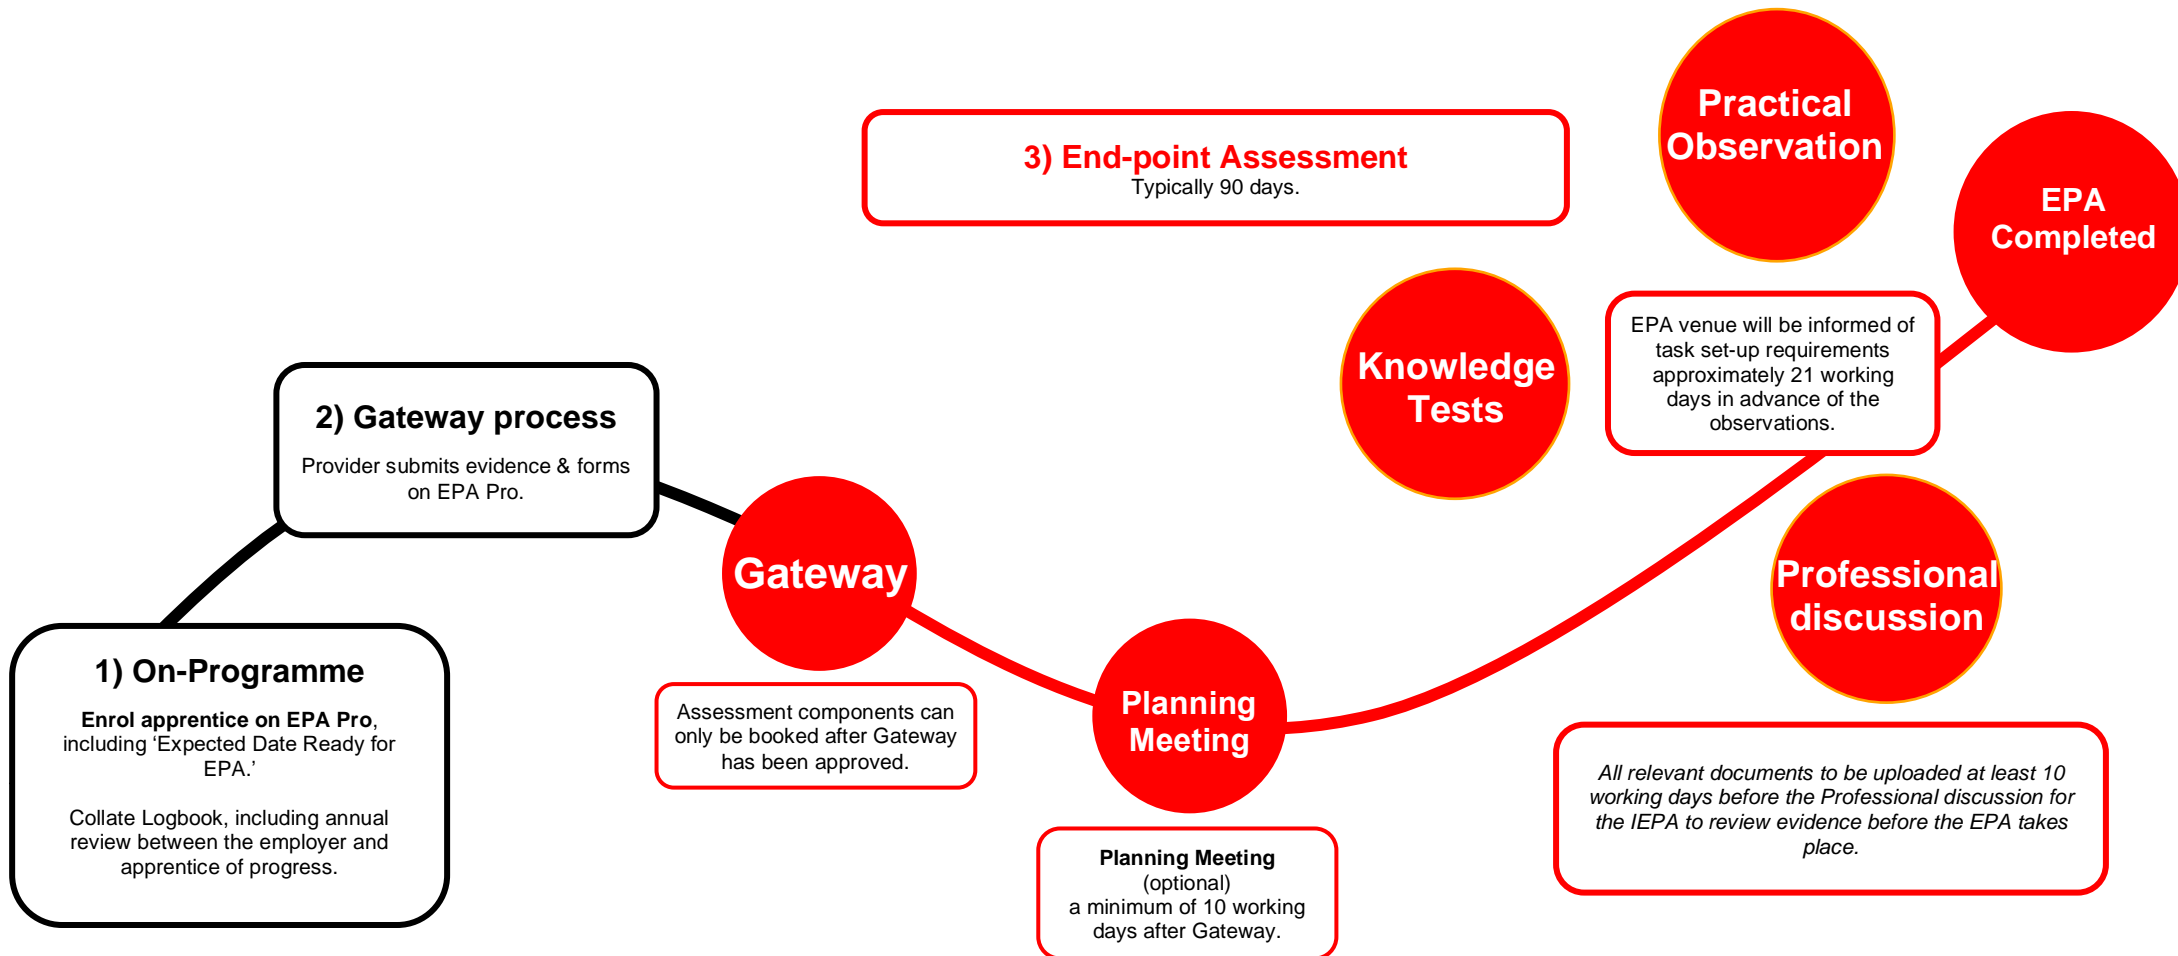 1) On-Programme
Enrol apprentice on EPA Pro,
including ‘Expected Date Ready for
EPA.’
Collate Logbook, including annual
review between the employer and
apprentice of progress.
2) Gateway process
Provider submits evidence & forms
on EPA Pro.
Gateway
Assessment components can
only be booked after Gateway
has been approved.
Planning
Meeting
Planning Meeting
(optional)
a minimum of 10 working
days after Gateway.
3) End-point Assessment
Typically 90 days.
Knowledge
Tests
Practical
Observation
EPA venue will be informed of
task set-up requirements
approximately 21 working
days in advance of the
observations.
Professional
discussion
All relevant documents to be uploaded at least 10
working days before the Professional discussion for
the IEPA to review evidence before the EPA takes
place.
EPA
Completed